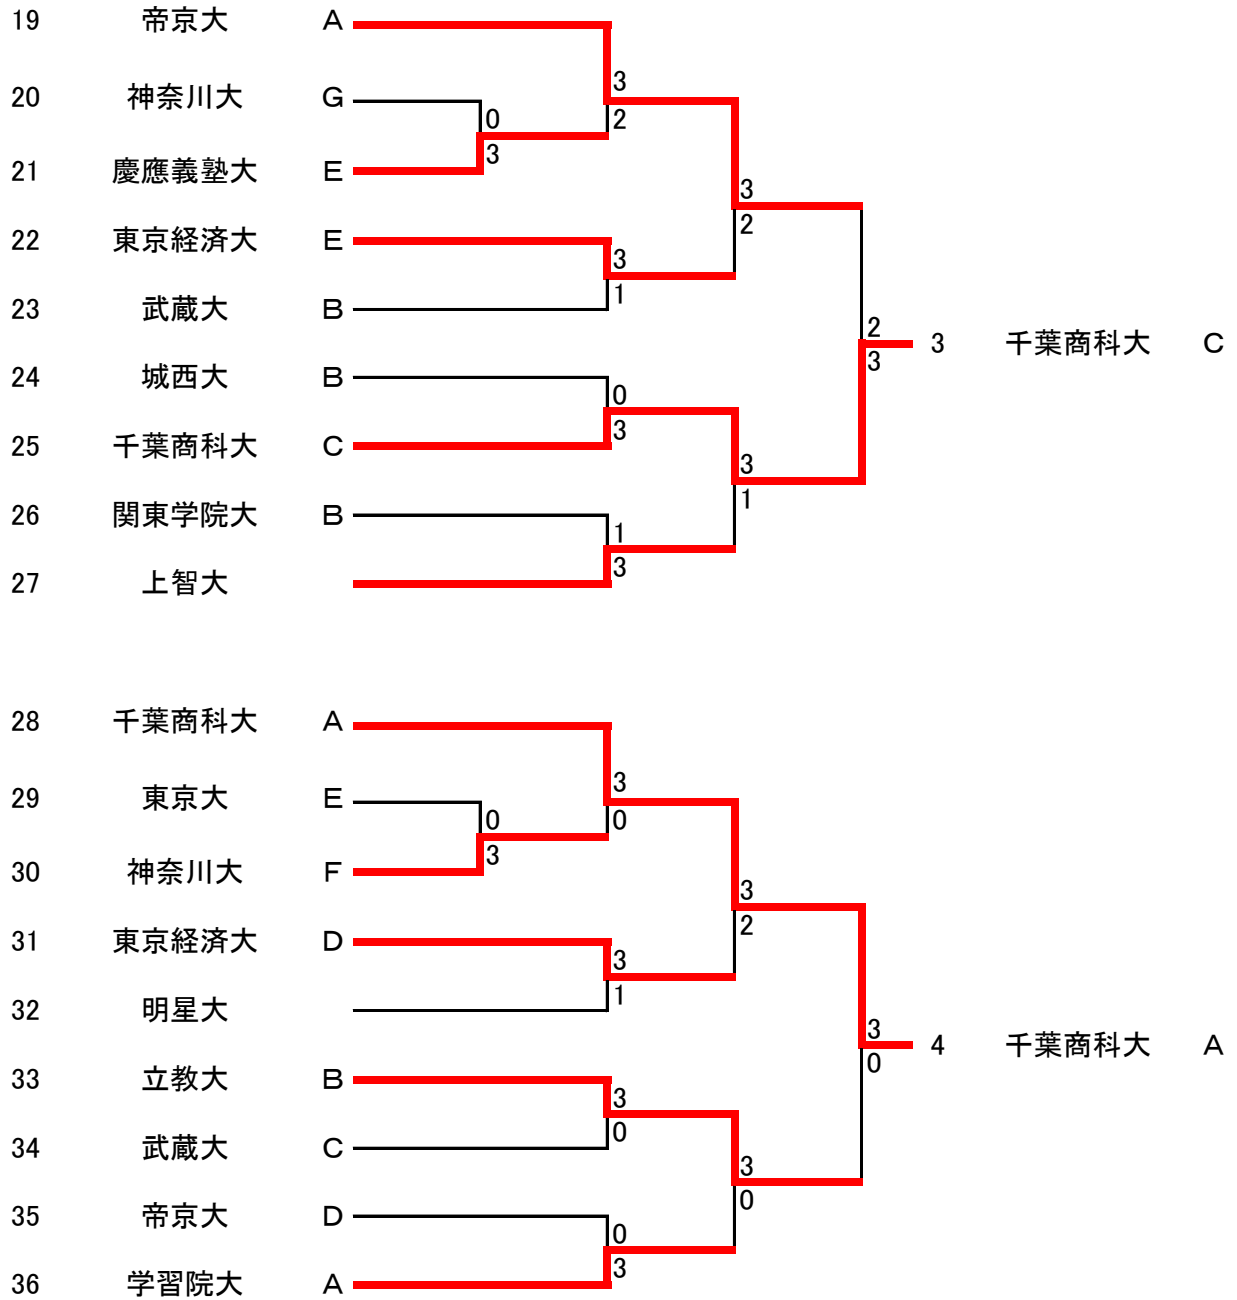 19 帝京大 A
3
20 神奈川大 G
0 2
21 慶應義塾大 E
3
3
22 東京経済大 E
2
3
1
23 武蔵大 B
2
3 千葉商科大 C
3
24 城西大 B
0
25 千葉商科大 C
3
3
1
26 関東学院大 B
1
3
27 上智大
28 千葉商科大 A
3
29 東京大 E
0 0
30 神奈川大 F
3
3
31 東京経済大 D
2
3
1
32 明星大
3
4 千葉商科大 A
0
33 立教大 B
3
0
34 武蔵大 C
3
0
35 帝京大 D
0
3
36 学習院大 A